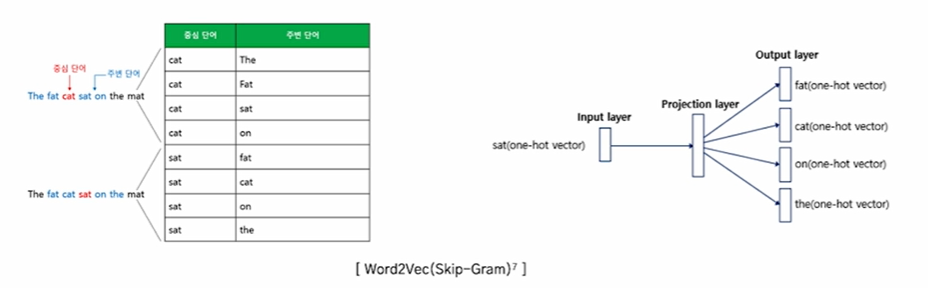 중심 단어 주변 단어
cat The
cat Fat
cat sat
cat on
sat fat
sat cat
sat on
sat the
중심 단어
주변 단어
The fat cat sat on the mat
The fat cat sat on the mat
Output layer
fat(one-hot vector)
Projection layer
Input layer
cat(one-hot vector)
sat(one-hot vector)
on(one-hot vector)
the(one-hot vector)
[ Word2Vec(Skip-Gram)⁷ ]